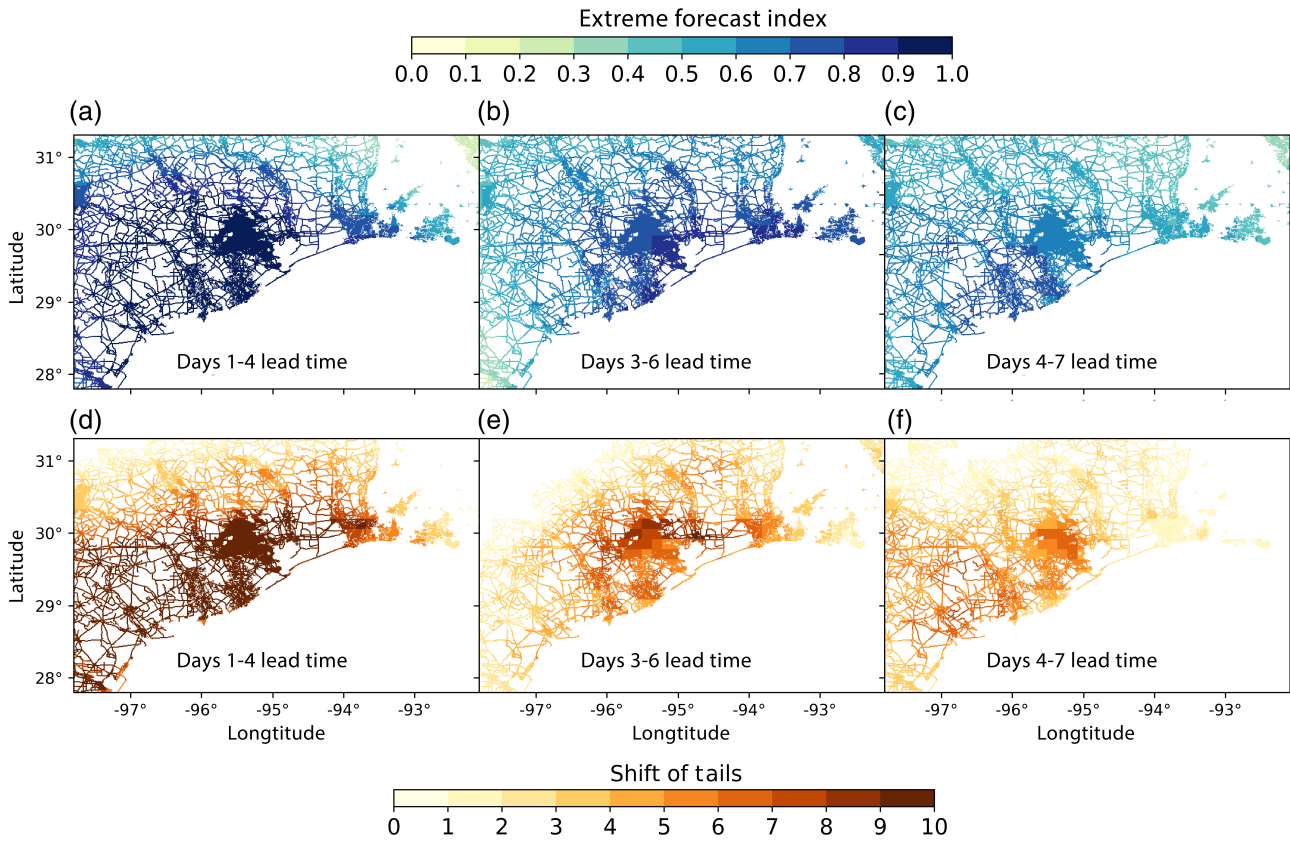 Extreme forecast index
0.0 0.1 0.2 0.3 0.4 0.5 0.6 0.7 0.8 0.9 1.0
(a) (b) (c)
31°
30°
29°
28°
Latitude
Days 1-4 lead time Days 3-6 lead time Days 4-7 lead time
(d) (e) (f)
31°
30°
29°
28°
Latitude
Days 1-4 lead time Days 3-6 lead time Days 4-7 lead time
-97° -96° -95° -94° -93° -97° -96° -95° -94° -93° -97° -96° -95° -94° -93°
Longtitude Longtitude Longtitude
Shift of tails
0 1 2 3 4 5 6 7 8 9 10